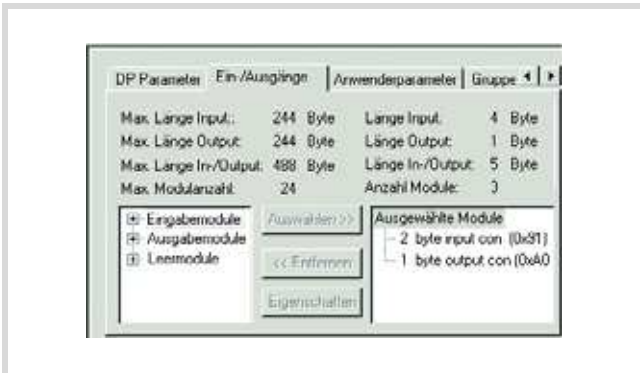 DP Parameter Ein-/Ausgänge Anwenderparameter Gruppe
Max. Länge Input.: 244 Byte Länge Input: 4 Byte
Max. Länge Output: 244 Byte Länge Output: 1 Byte
Max. Länge In-/Output: 488 Byte Länge In-/Output: 5 Byte
Max. Modulanzahl: 24 Anzahl Module: 3
Eingabemodule
Ausgabemodule
Leermodule
Auswählen >>
<< Entfernen
Eigenschaften
Ausgewählte Module
2 byte input con (0x91)
1 byte output con (0xA0